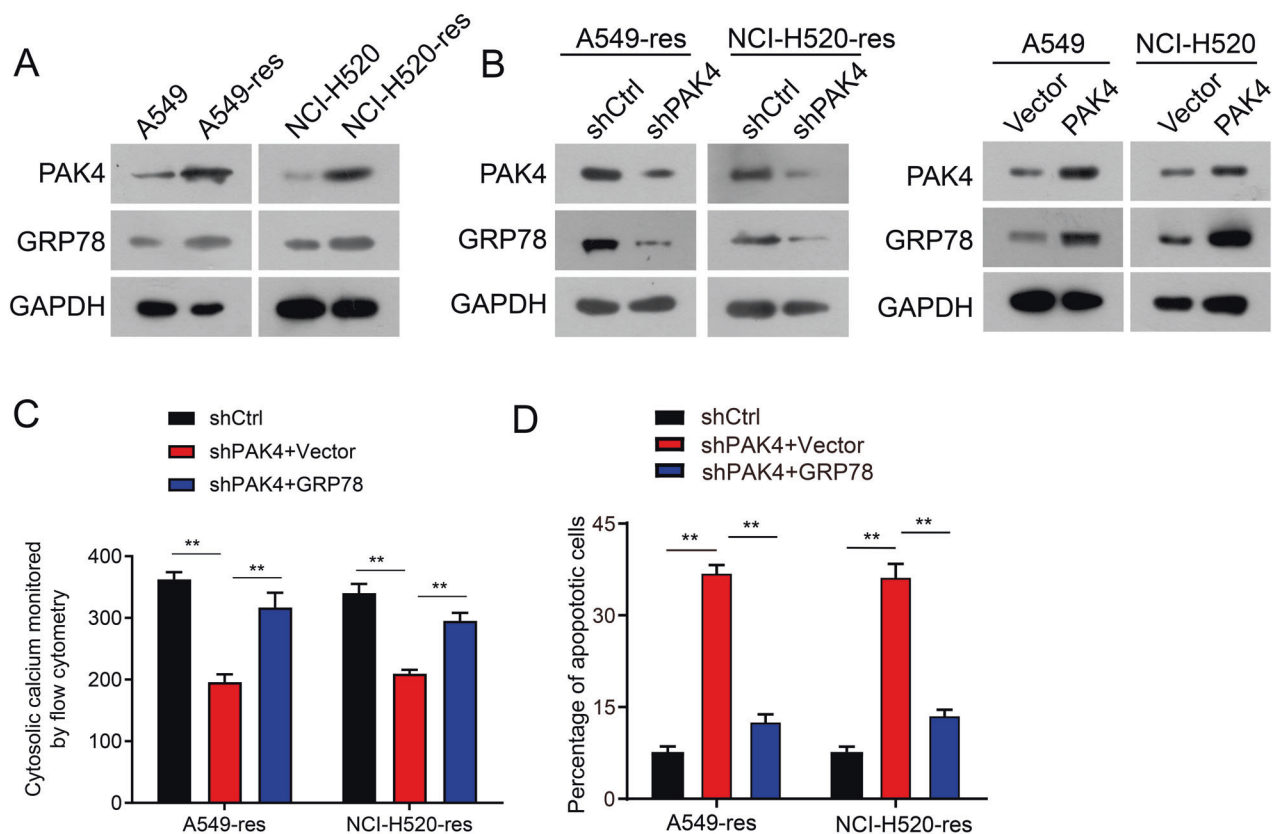 A
A549
A549-res
NCI-H520
NCI-H520-res
PAK4
GRP78
GAPDH
B
A549-res
NCI-H520-res
shCtrl
shPAK4
shCtrl
shPAK4
PAK4
GRP78
GAPDH
A549
NCI-H520
Vector
PAK4
Vector
PAK4
PAK4
GRP78
GAPDH
C
shCtrl
shPAK4+Vector
shPAK4+GRP78
Cytosolic calcium monitored
by flow cytometry
400
300
200
100
0
**
**
**
**
A549-res
NCI-H520-res
D
shCtrl
shPAK4+Vector
shPAK4+GRP78
Percentage of apopototic cells
45
30
15
0
**
**
**
**
A549-res
NCI-H520-res